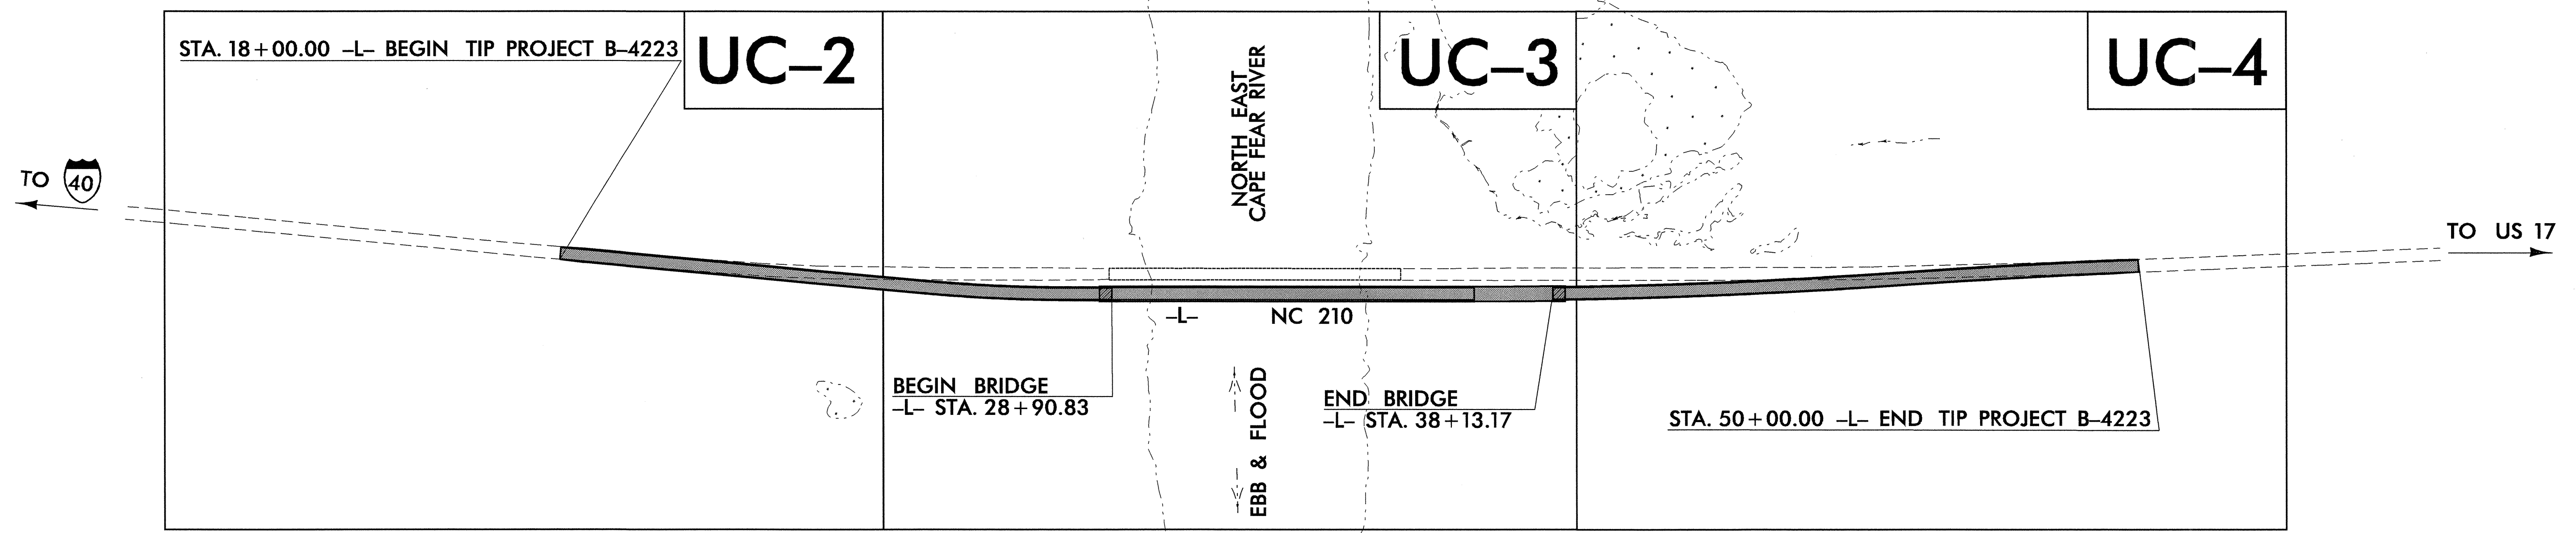 STA. 18+00.00 –L– BEGIN TIP PROJECT B–4223
UC–2
UC–3
UC–4
NORTH EAST
CAPE FEAR RIVER
TO 40
TO US 17
–L– NC 210
BEGIN BRIDGE
–L– STA. 28+90.83
EBB & FLOOD
END BRIDGE
–L– STA. 38+13.17
STA. 50+00.00 –L– END TIP PROJECT B–4223